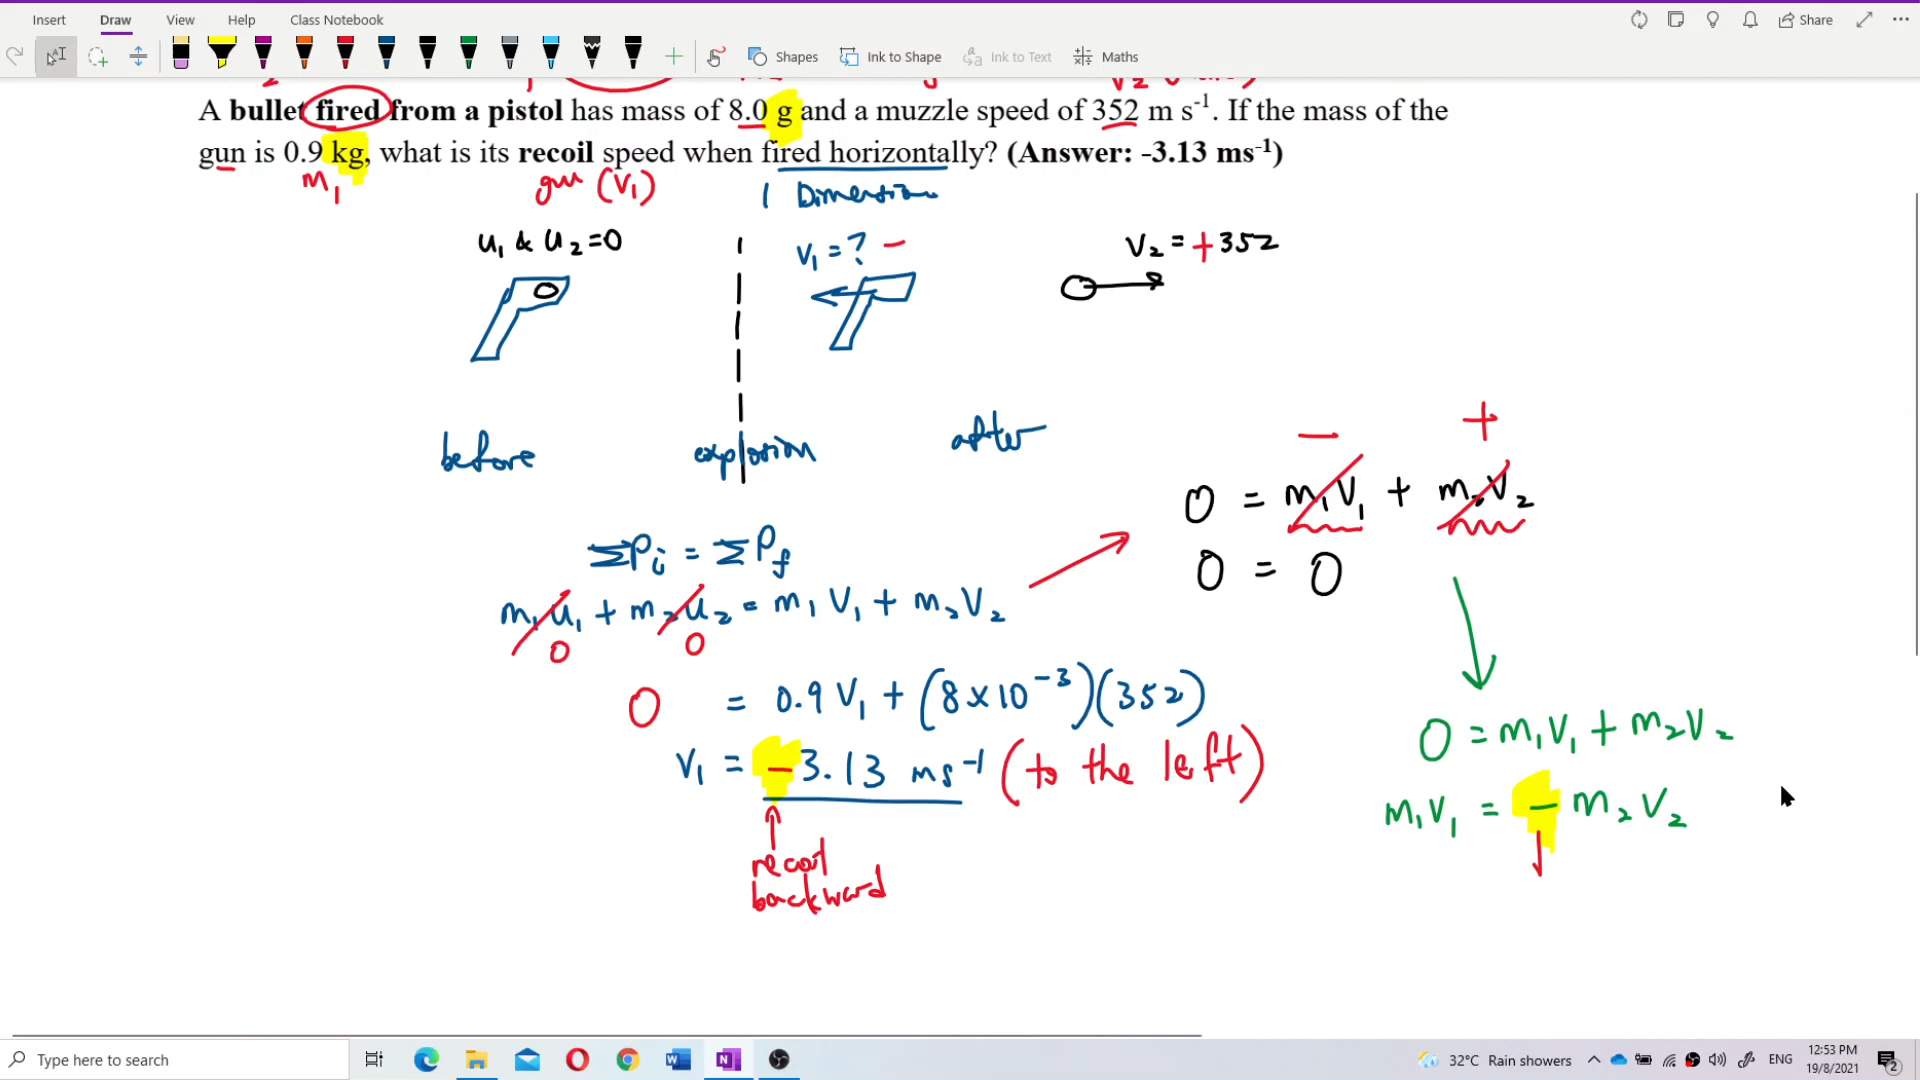 Insert Draw View Help Class Notebook Share
Shapes Ink to Shape Ink to Text Maths
A bullet fired from a pistol has mass of 8.0 g and a muzzle speed of 352 m s-1. If the mass of the
gun is 0.9 kg, what is its recoil speed when fired horizontally? (Answer: -3.13 ms-1)
m1 gun (V1) 1 Dimension
u1 & u2 = 0 V1 = ? − V2 = +352
before explosion after
− +
0 = m1V1 + m2V2
0 = 0
ΣPi = ΣPf
m1u1 + m2u2 = m1V1 + m2V2
0 0
0 = 0.9V1 + (8×10-3)(352)
V1 = -3.13 ms-1 (to the left)
recoil
backward
0 = m1V1 + m2V2
m1V1 = − m2V2
Type here to search 32°C Rain showers ENG 12:53 PM
19/8/2021 2